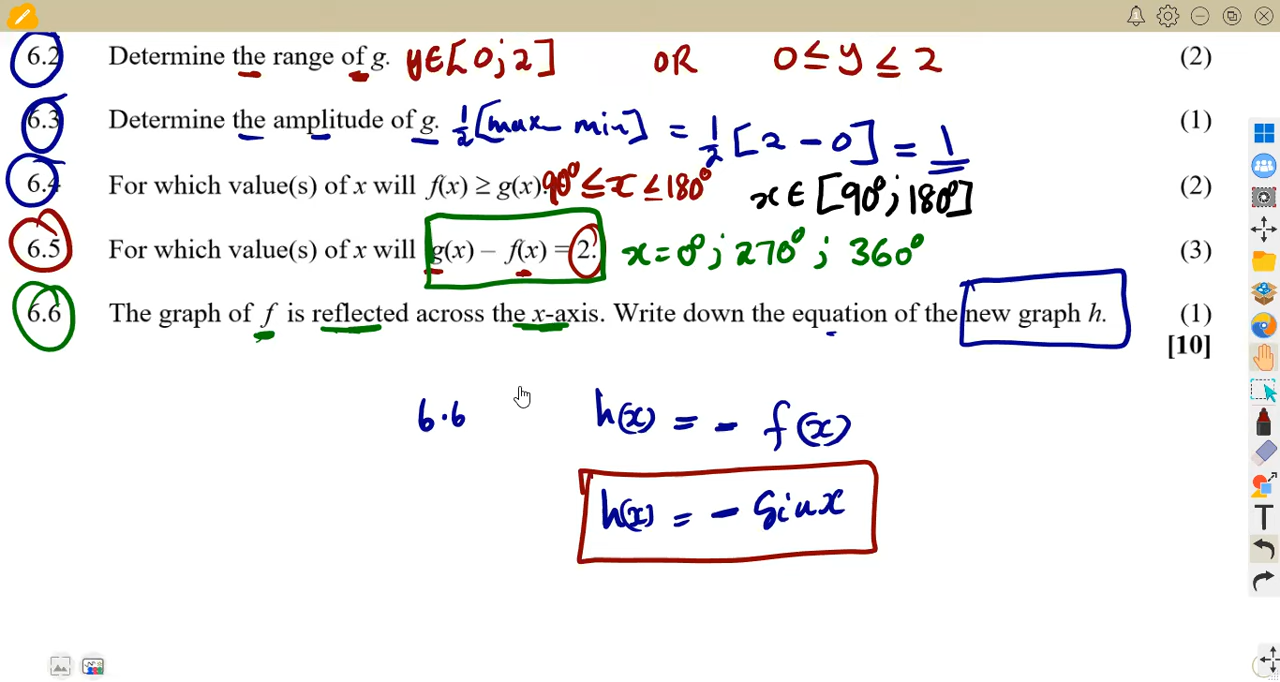 6.2 Determine the range of g. y∈[0;2] OR 0≤y≤2 (2)
6.3 Determine the amplitude of g. 1/2[max - min] = 1/2[2 - 0] = 1 (1)
6.4 For which value(s) of x will f(x) ≥ g(x) 90°≤x≤180° x∈[90°;180°] (2)
6.5 For which value(s) of x will g(x) – f(x) = 2. x=0°; 270°; 360° (3)
6.6 The graph of f is reflected across the x-axis. Write down the equation of the new graph h. (1)
[10]
6.6 h(x) = - f(x)
h(x) = - Sinx
T